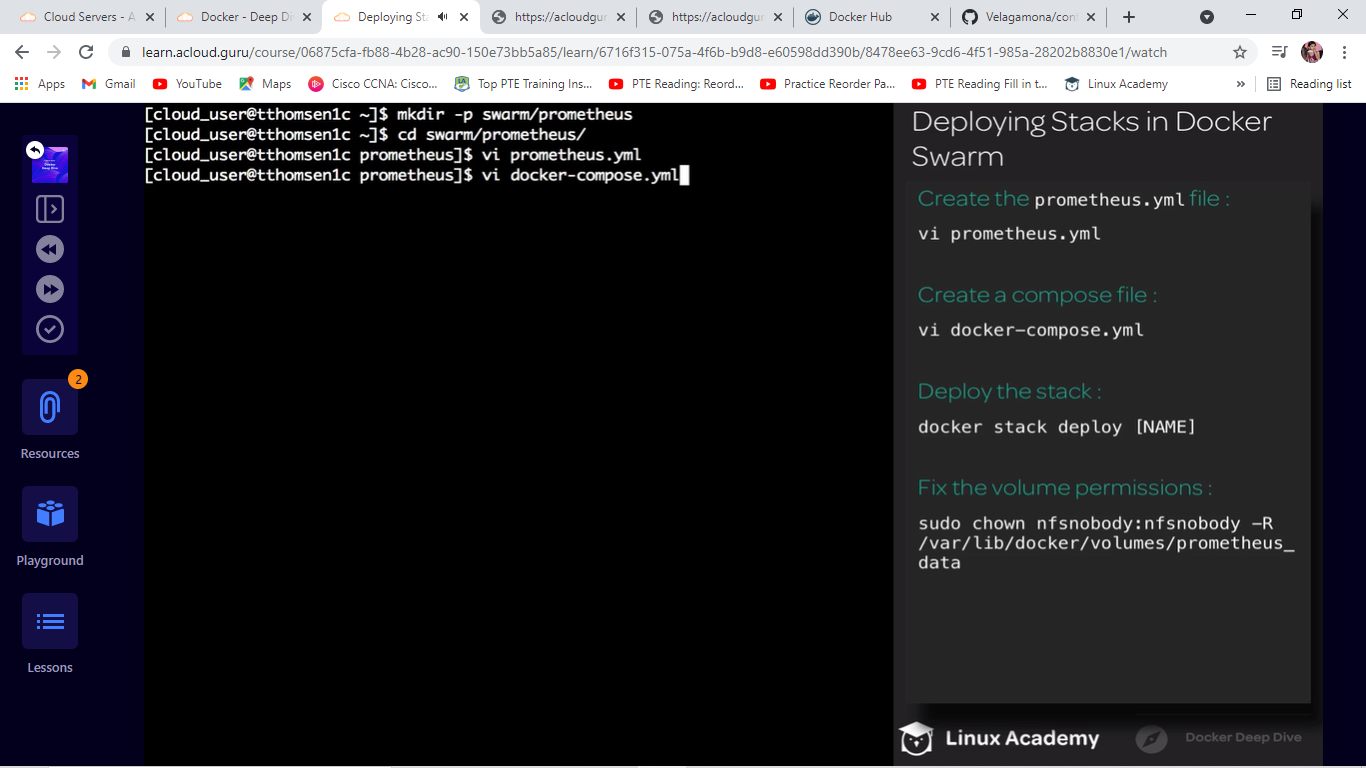 Cloud Servers - A
Docker - Deep Di
Deploying Sta
https://acloudgur
https://acloudgur
Docker Hub
Velagamona/cont
learn.acloud.guru/course/06875cfa-fb88-4b28-ac90-150e73bb5a85/learn/6716f315-075a-4f6b-b9d8-e60598dd390b/8478ee63-9cd6-4f51-985a-28202b8830e1/watch
Apps
Gmail
YouTube
Maps
Cisco CCNA: Cisco...
Top PTE Training Ins...
PTE Reading: Reord...
Practice Reorder Pa...
PTE Reading Fill in t...
Linux Academy
»
Reading list
2
Resources
Playground
Lessons
[cloud_user@tthomsen1c ~]$ mkdir -p swarm/prometheus
[cloud_user@tthomsen1c ~]$ cd swarm/prometheus/
[cloud_user@tthomsen1c prometheus]$ vi prometheus.yml
[cloud_user@tthomsen1c prometheus]$ vi docker-compose.yml
Deploying Stacks in Docker
Swarm
Create the prometheus.yml file :
vi prometheus.yml
Create a compose file :
vi docker-compose.yml
Deploy the stack :
docker stack deploy [NAME]
Fix the volume permissions :
sudo chown nfsnobody:nfsnobody -R
/var/lib/docker/volumes/prometheus_
data
Linux Academy
Docker Deep Dive